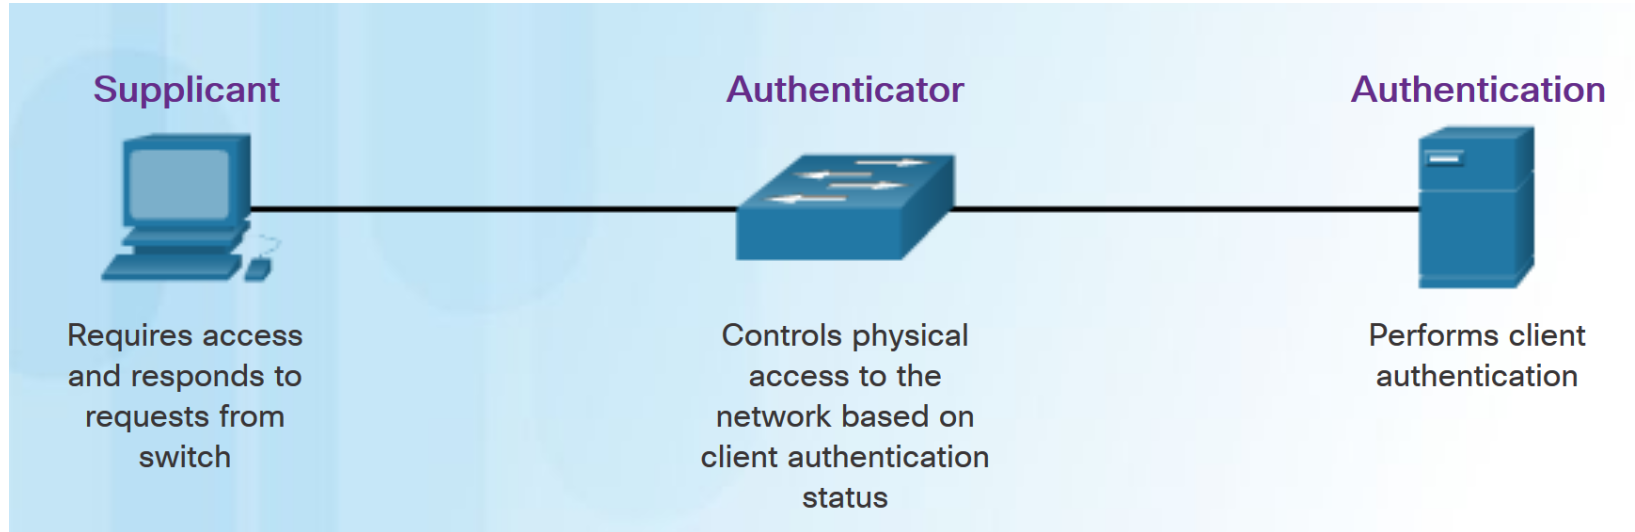 Supplicant
Authenticator
Authentication
Requires access
and responds to
requests from
switch
Controls physical
access to the
network based on
client authentication
status
Performs client
authentication